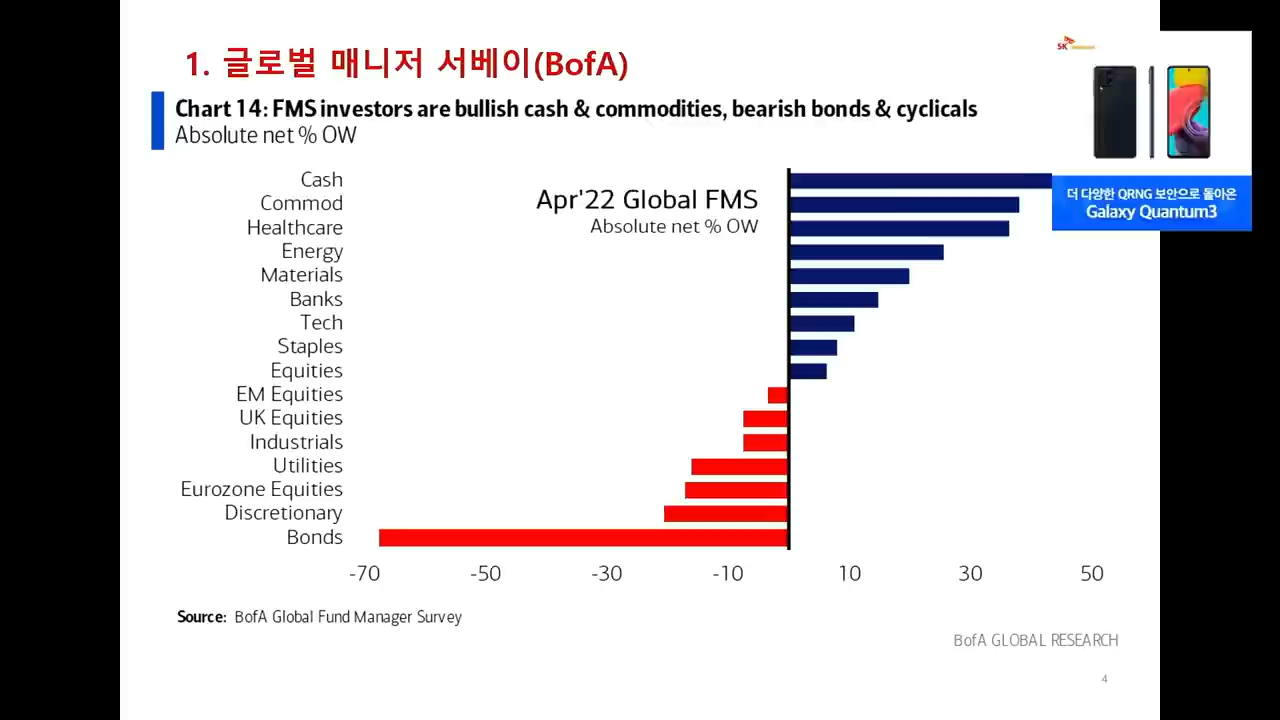 1. 글로벌 매니저 서베이(BofA)
SK
Chart 14: FMS investors are bullish cash & commodities, bearish bonds & cyclicals
Absolute net % OW
더 다양한 QRNG 보안으로 돌아온
Galaxy Quantum3
Apr'22 Global FMS
Absolute net % OW
Cash
Commod
Healthcare
Energy
Materials
Banks
Tech
Staples
Equities
EM Equities
UK Equities
Industrials
Utilities
Eurozone Equities
Discretionary
Bonds
-70 -50 -30 -10 10 30 50
Source: BofA Global Fund Manager Survey
BofA GLOBAL RESEARCH
4